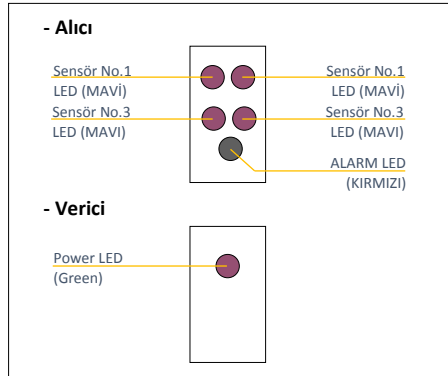 - Alıcı
Sensör No.1
LED (MAVİ)
Sensör No.1
LED (MAVİ)
Sensör No.3
LED (MAVI)
Sensör No.3
LED (MAVI)
ALARM LED
(KIRMIZI)
- Verici
Power LED
(Green)